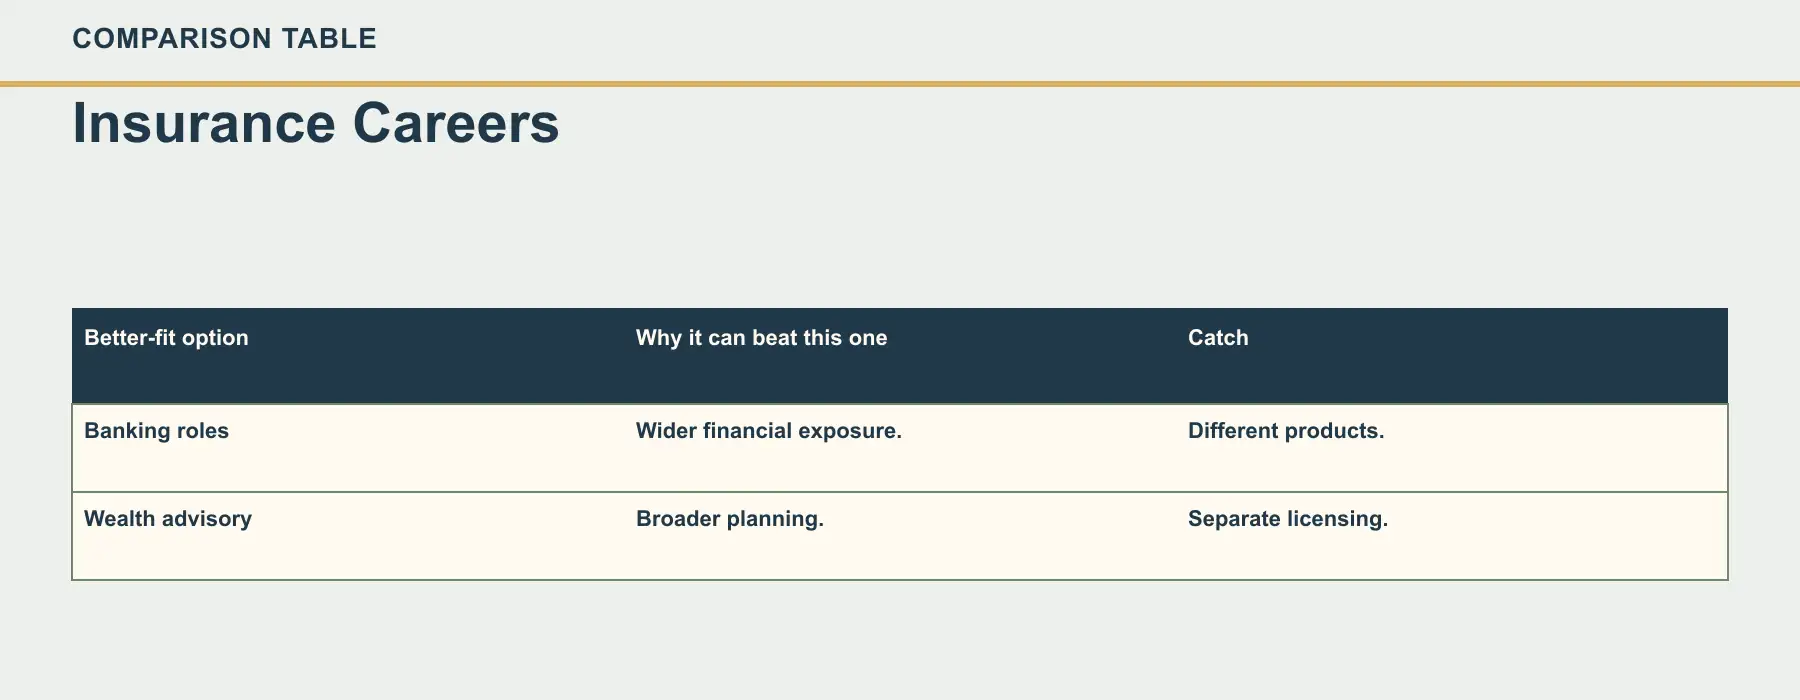 COMPARISON TABLE
Insurance Careers
Better-fit option Why it can beat this one Catch
Banking roles Wider financial exposure. Different products.
Wealth advisory Broader planning. Separate licensing.